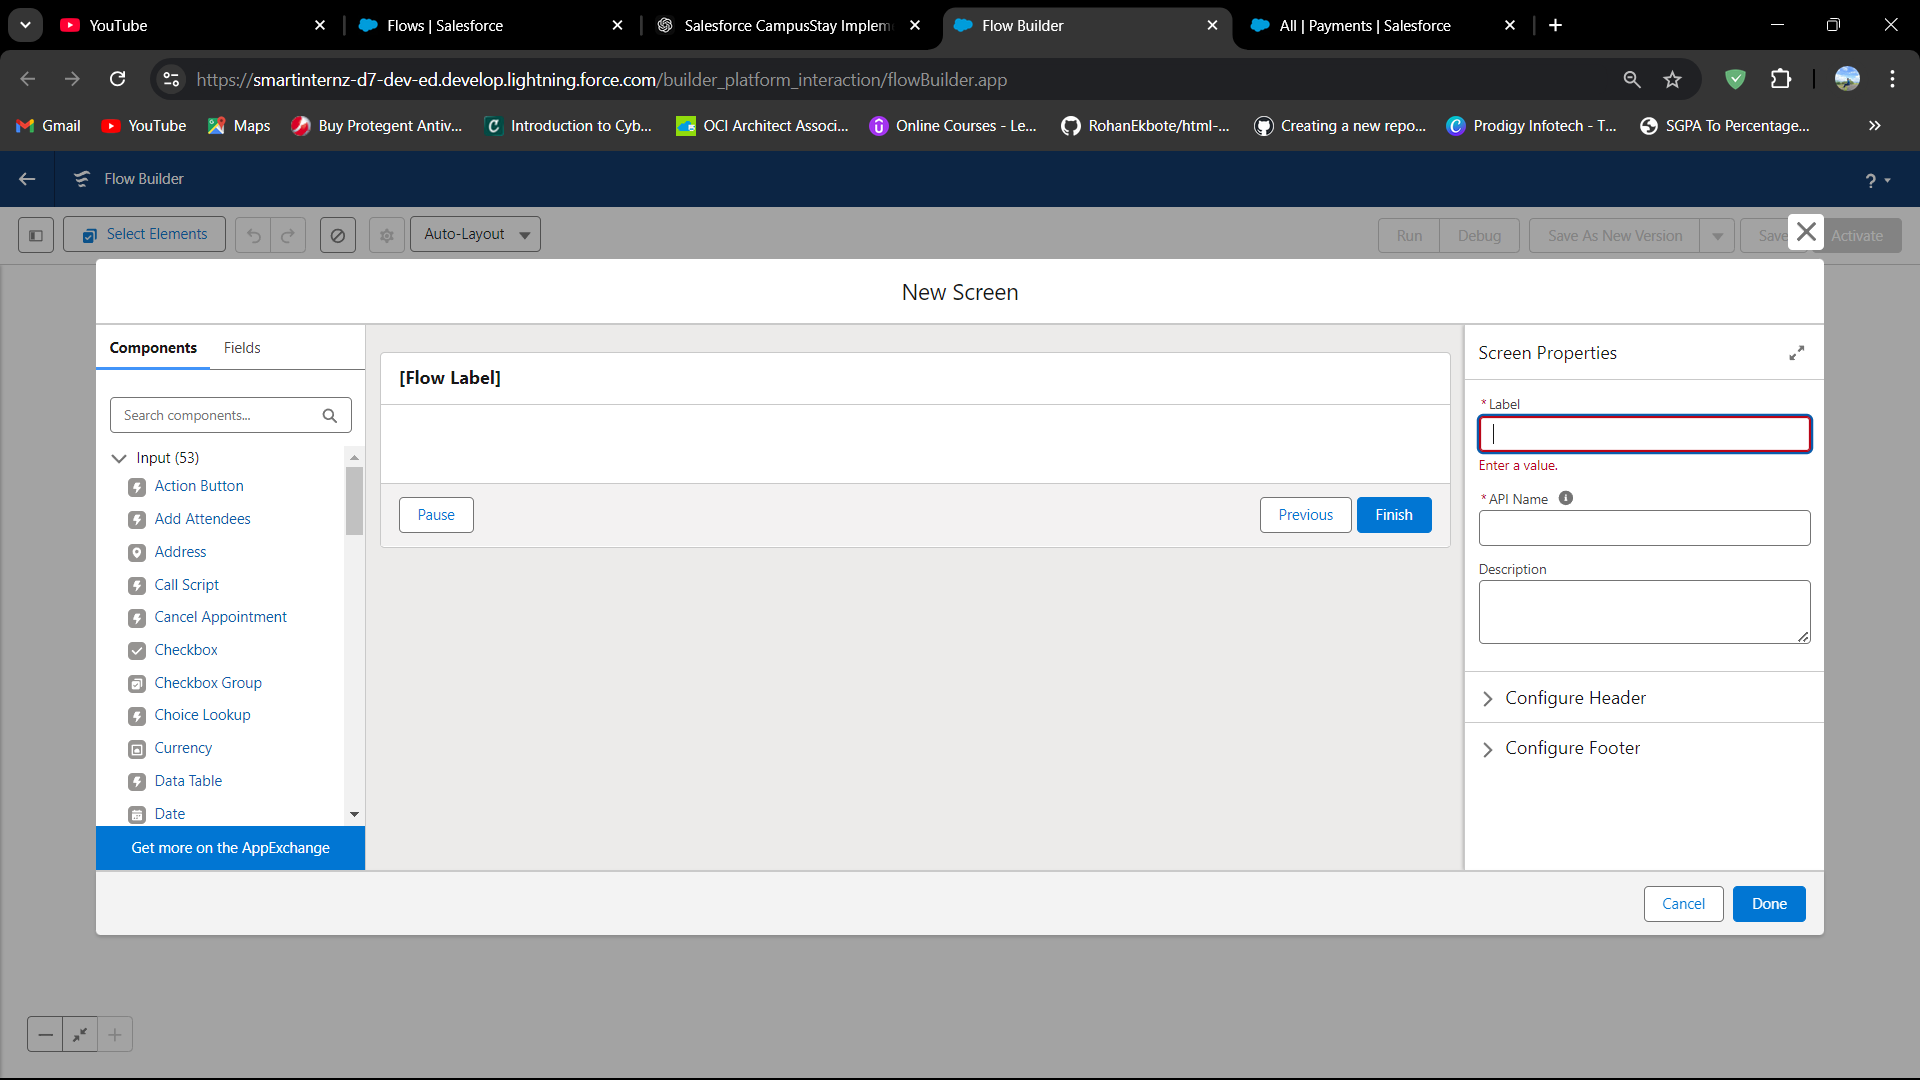 YouTube
Flows | Salesforce
Salesforce CampusStay Implem
Flow Builder
All | Payments | Salesforce
https://smartinternz-d7-dev-ed.develop.lightning.force.com/builder_platform_interaction/flowBuilder.app
Gmail
YouTube
Maps
Buy Protegent Antiv...
Introduction to Cyb...
OCI Architect Associ...
Online Courses - Le...
RohanEkbote/html-...
Creating a new repo...
Prodigy Infotech - T...
SGPA To Percentage...
Flow Builder
?
Select Elements
Auto-Layout
Run
Debug
Save As New Version
Save
Activate
New Screen
Components
Fields
Search components...
Input (53)
Action Button
Add Attendees
Address
Call Script
Cancel Appointment
Checkbox
Checkbox Group
Choice Lookup
Currency
Data Table
Date
Get more on the AppExchange
[Flow Label]
Pause
Previous
Finish
Screen Properties
* Label
Enter a value.
* API Name
Description
Configure Header
Configure Footer
Cancel
Done